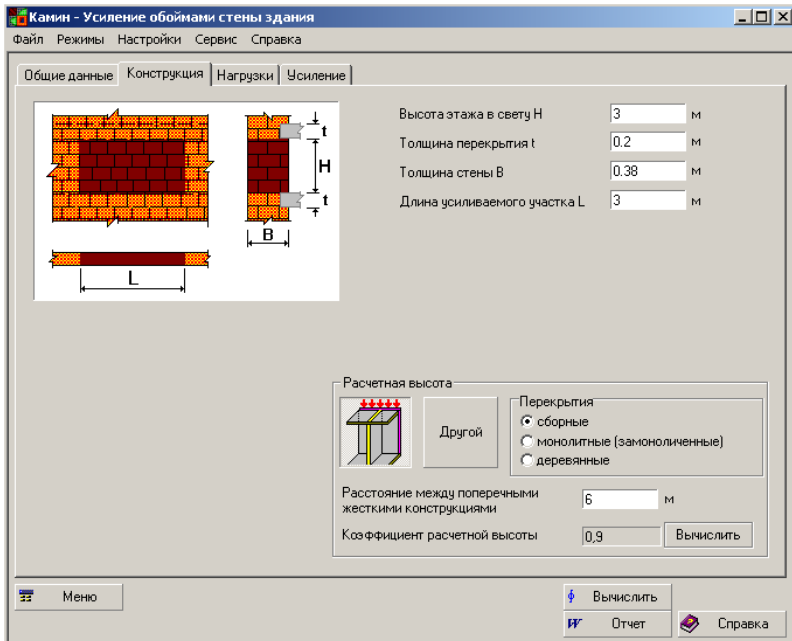 Камин - Усиление обоймами стены здания
Файл Режимы Настройки Сервис Справка
Общие данные Конструкция Нагрузки Усиление
t
H
t
B
L
Высота этажа в свету H 3 м
Толщина перекрытия t 0.2 м
Толщина стены B 0.38 м
Длина усиливаемого участка L 3 м
Расчетная высота
Другой
Перекрытия
сборные
монолитные (замоноличенные)
деревянные
Расстояние между поперечными
жесткими конструкциями 6 м
Коэффициент расчетной высоты 0,9 Вычислить
Меню Вычислить
W Отчет Справка